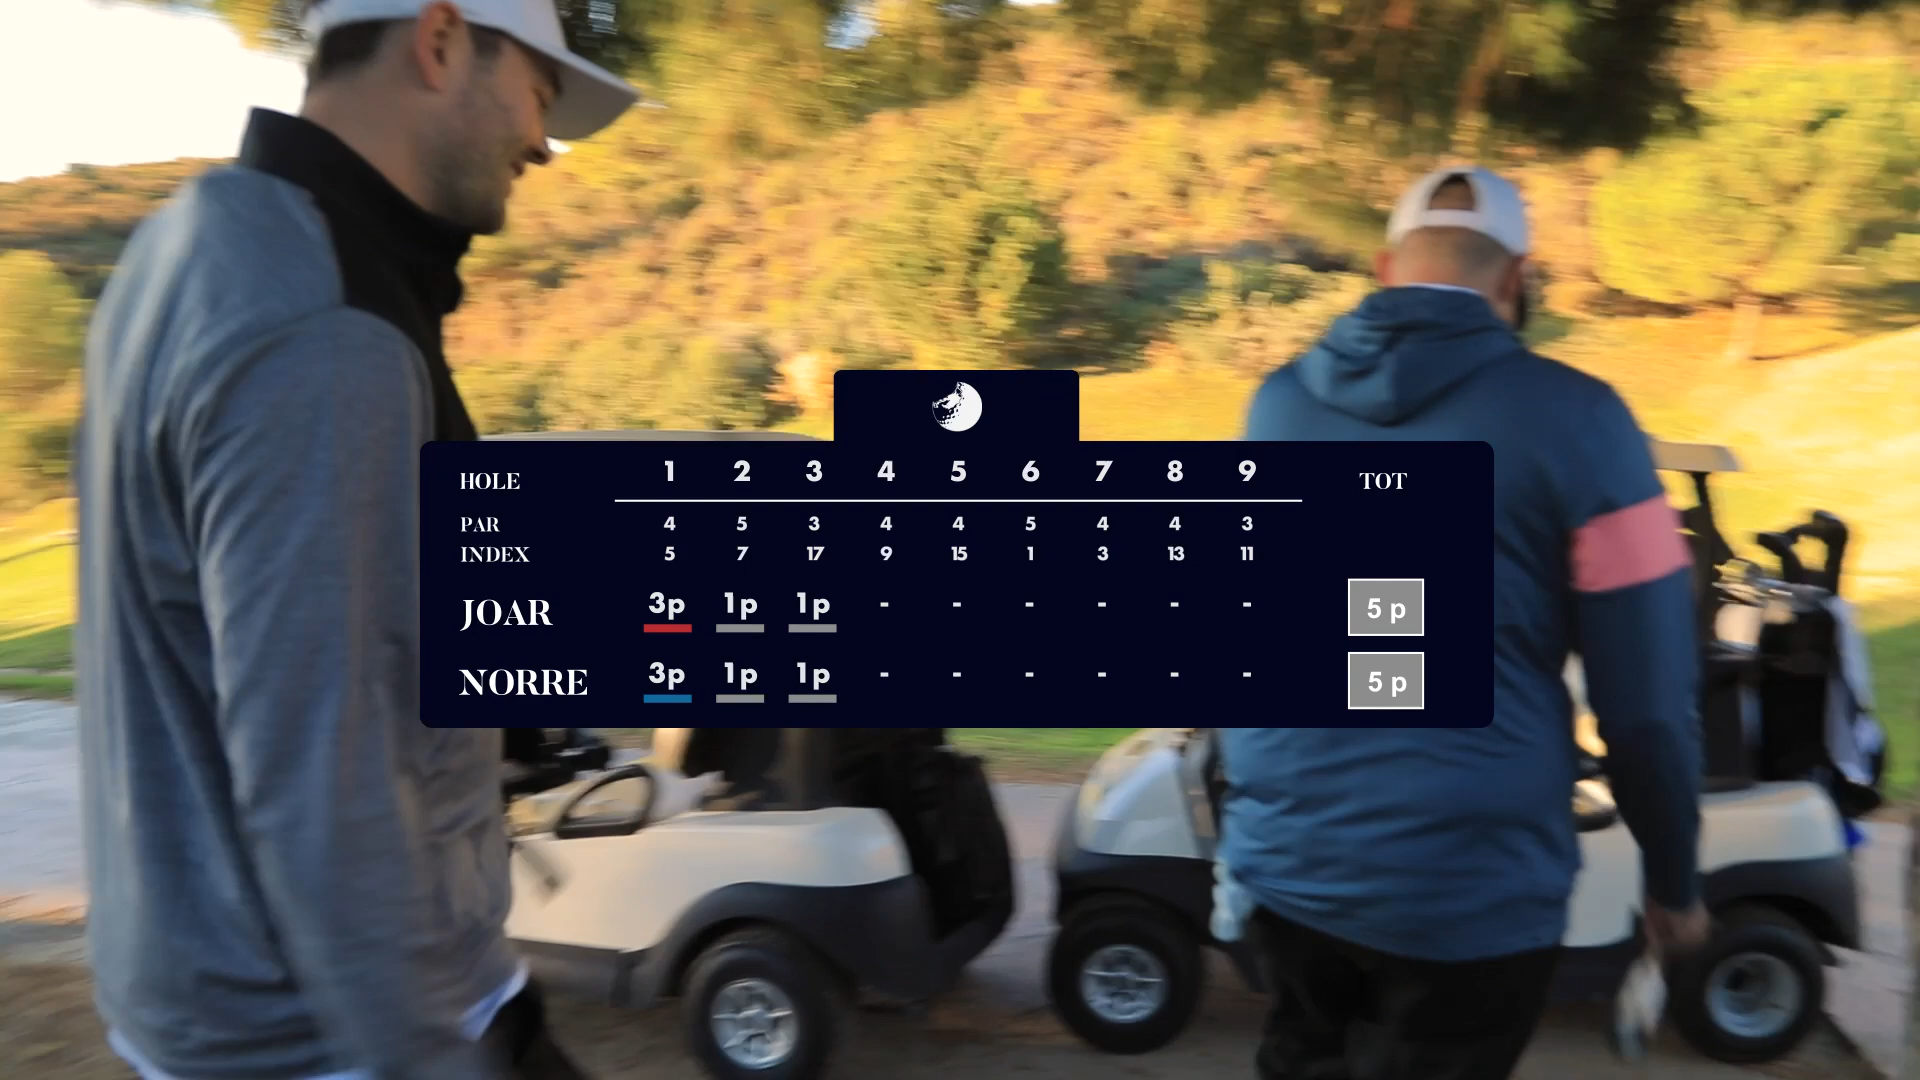 HOLE 1 2 3 4 5 6 7 8 9 TOT
PAR 4 5 3 4 4 5 4 4 3
INDEX 5 7 17 9 15 1 3 13 11
JOAR 3p 1p 1p - - - - - - 5 p
NORRE 3p 1p 1p - - - - - - 5 p